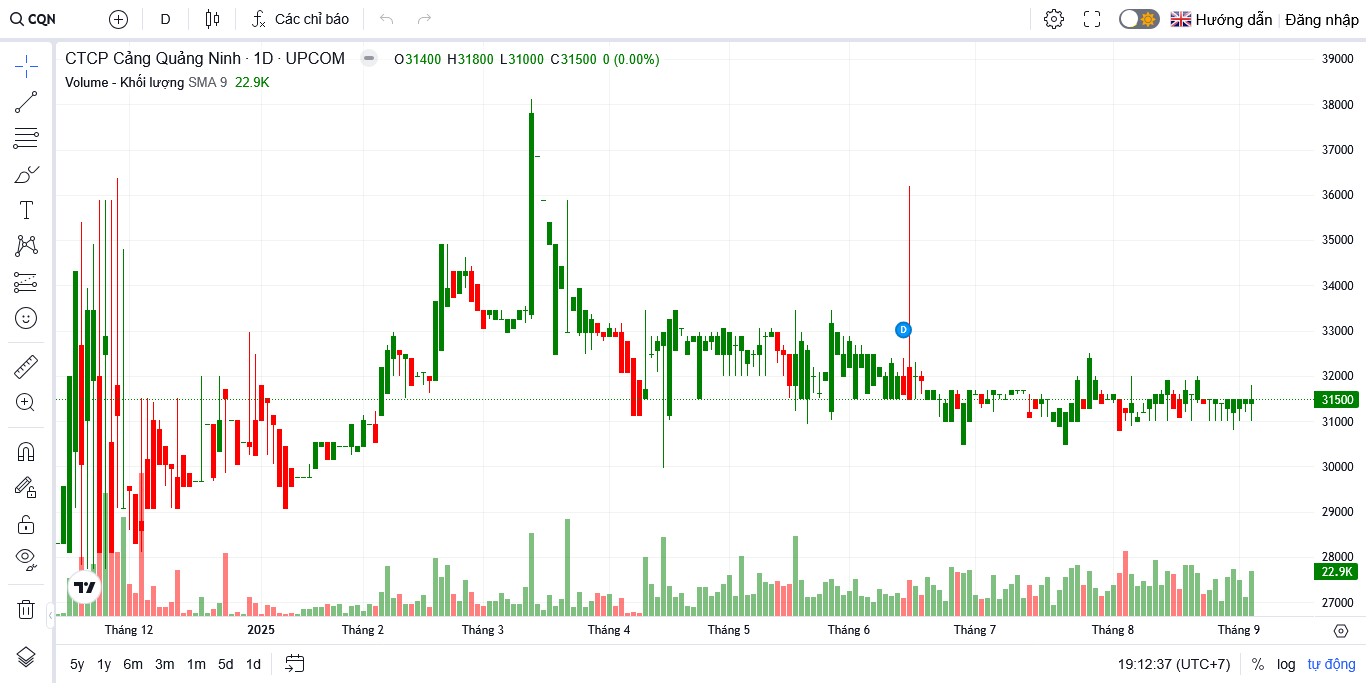 CQN D Các chỉ báo Hướng dẫn Đăng nhập
CTCP Cảng Quảng Ninh · 1D · UPCOM O31400 H31800 L31000 C31500 0 (0.00%)
Volume - Khối lượng SMA 9 22.9K
39000
38000
37000
36000
35000
34000
33000
D
32000
31500
31000
30000
29000
28000
22.9K
27000
Tháng 12 2025 Tháng 2 Tháng 3 Tháng 4 Tháng 5 Tháng 6 Tháng 7 Tháng 8 Tháng 9
5y 1y 6m 3m 1m 5d 1d 19:12:37 (UTC+7) % log tự động